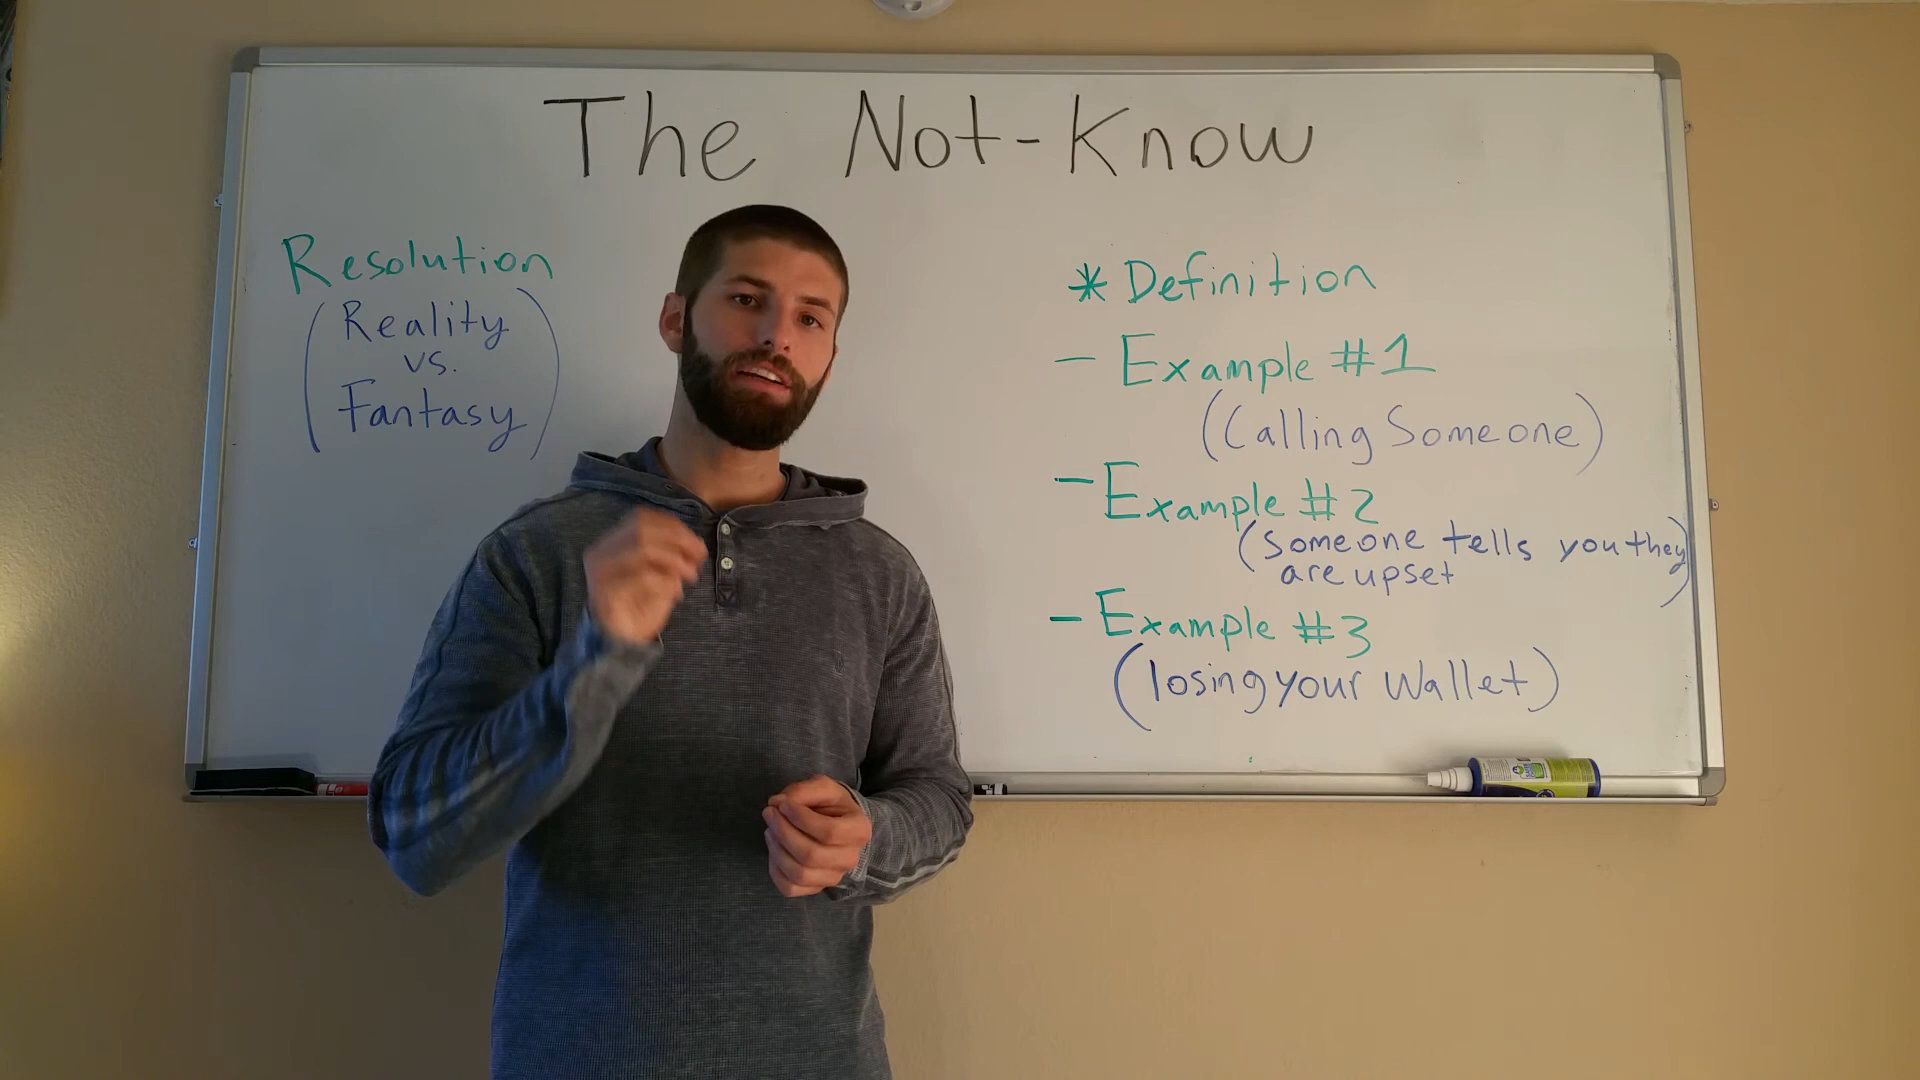 The Not-Know
Resolution
(Reality
vs.
Fantasy)
* Definition
- Example #1
(Calling Someone)
- Example #2
(someone tells you they
are upset)
- Example #3
(losing your wallet)